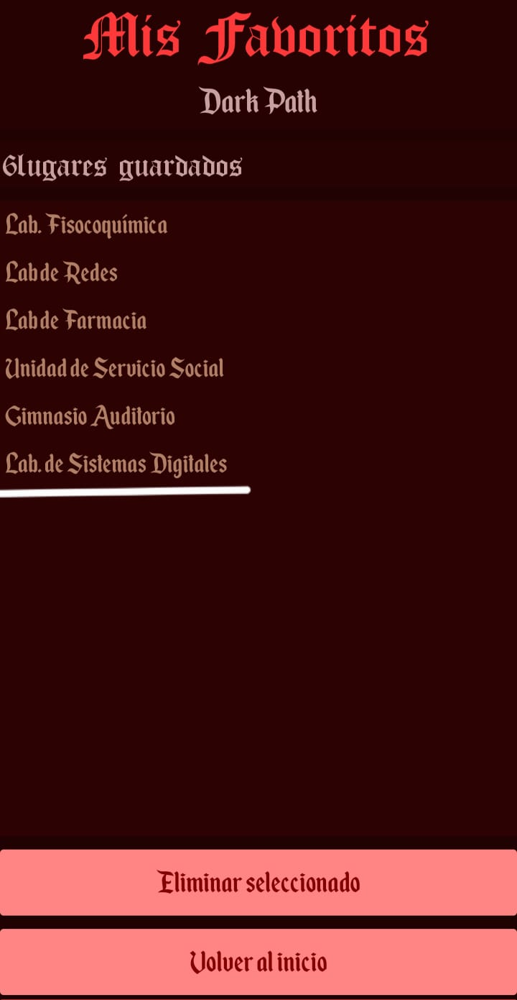 Mis Favoritos
Dark Path
6lugares guardados
Lab. Fisocoquímica
Lab de Redes
Lab de Farmacia
Unidad de Servicio Social
Gimnasio Auditorio
Lab. de Sistemas Digitales
Eliminar seleccionado
Volver al inicio